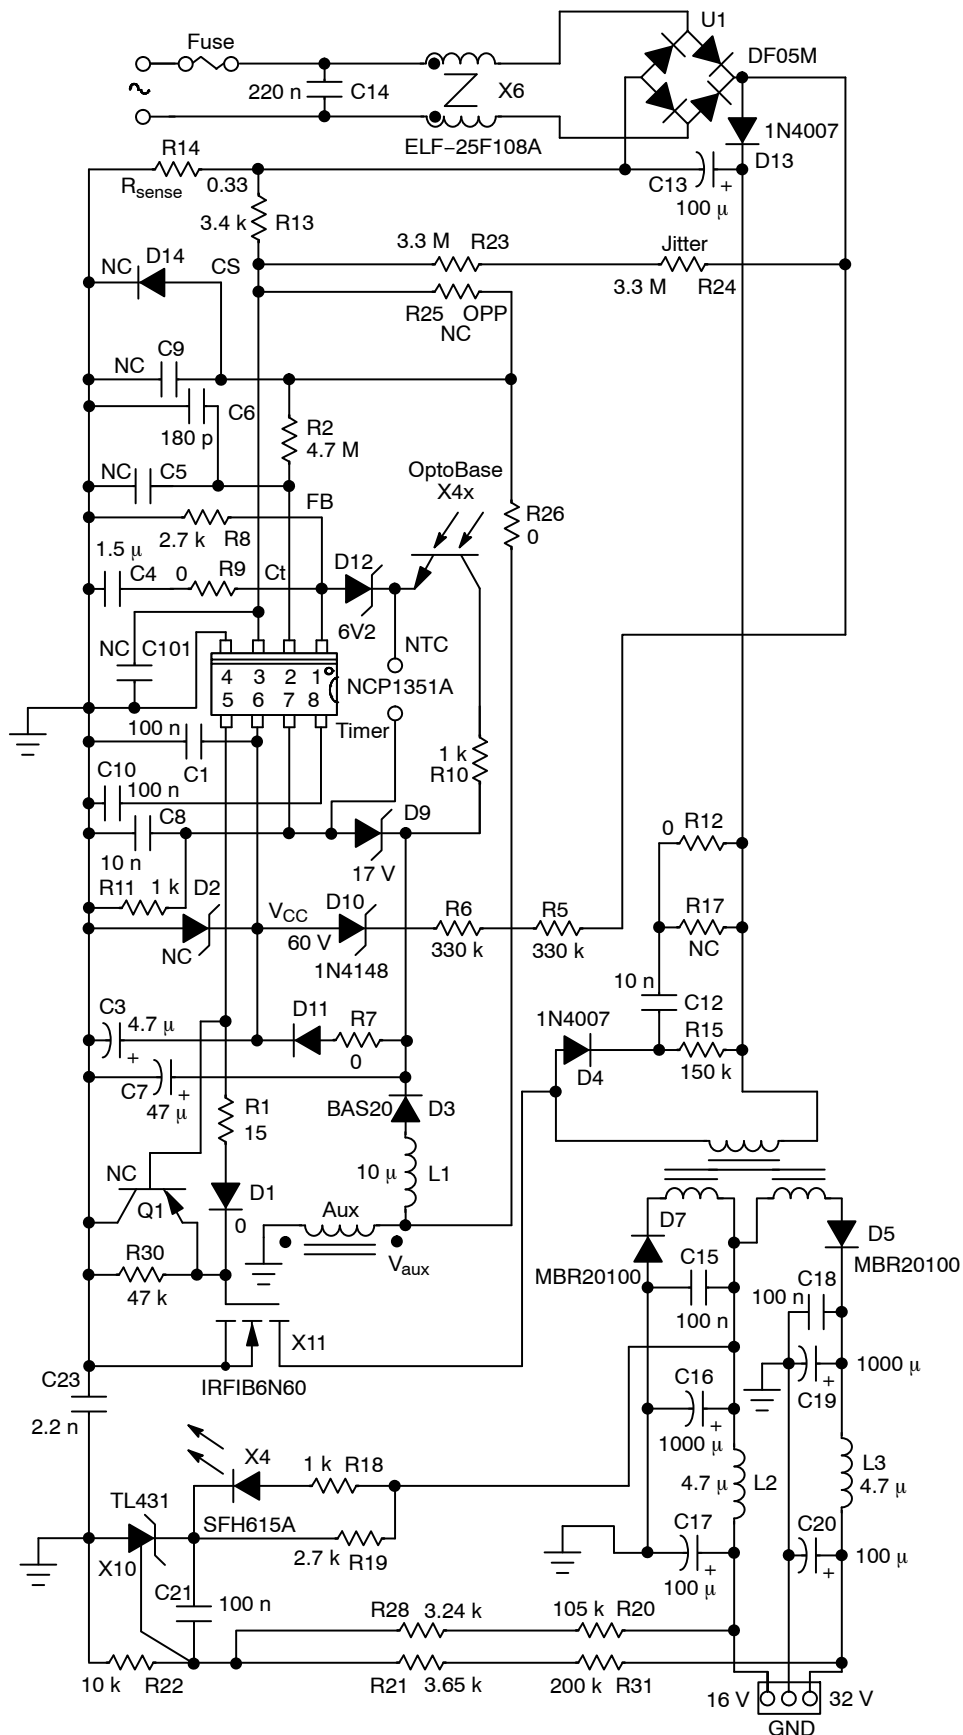 Fuse
U1
DF05M
220 n
C14
X6
ELF−25F108A
1N4007
D13
R14
Rsense
0.33
C13
+
100 μ
3.4 k
R13
3.3 M
R23
Jitter
3.3 M
R24
NC
D14
CS
R25
OPP
NC
NC
C9
C6
180 p
R2
4.7 M
NC
C5
OptoBase
X4x
FB
R26
0
2.7 k
R8
1.5 μ
C4
0
R9
Ct
D12
6V2
NTC
NC
C101
4 3 2 1
5 6 7 8
NCP1351A
Timer
100 n
C1
1 k
R10
C10
100 n
C8
10 n
D9
17 V
0
R12
R11
1 k
D2
NC
VCC
60 V
D10
1N4148
R6
330 k
R5
330 k
R17
NC
10 n
C12
C3
4.7 μ
+
D11
R7
0
1N4007
D4
R15
150 k
C7
+
47 μ
R1
15
BAS20
D3
10 μ
L1
NC
Q1
D1
0
Aux
Vaux
D7
MBR20100
D5
MBR20100
R30
47 k
C15
100 n
C18
100 n
X11
IRFIB6N60
C23
2.2 n
C16
+
1000 μ
1000 μ
+
C19
X4
1 k
R18
4.7 μ
L2
L3
4.7 μ
TL431
X10
SFH615A
2.7 k
R19
C17
+
100 μ
C20
+
100 μ
C21
100 n
R28
3.24 k
105 k
R20
10 k
R22
R21
3.65 k
200 k
R31
16 V
32 V
GND